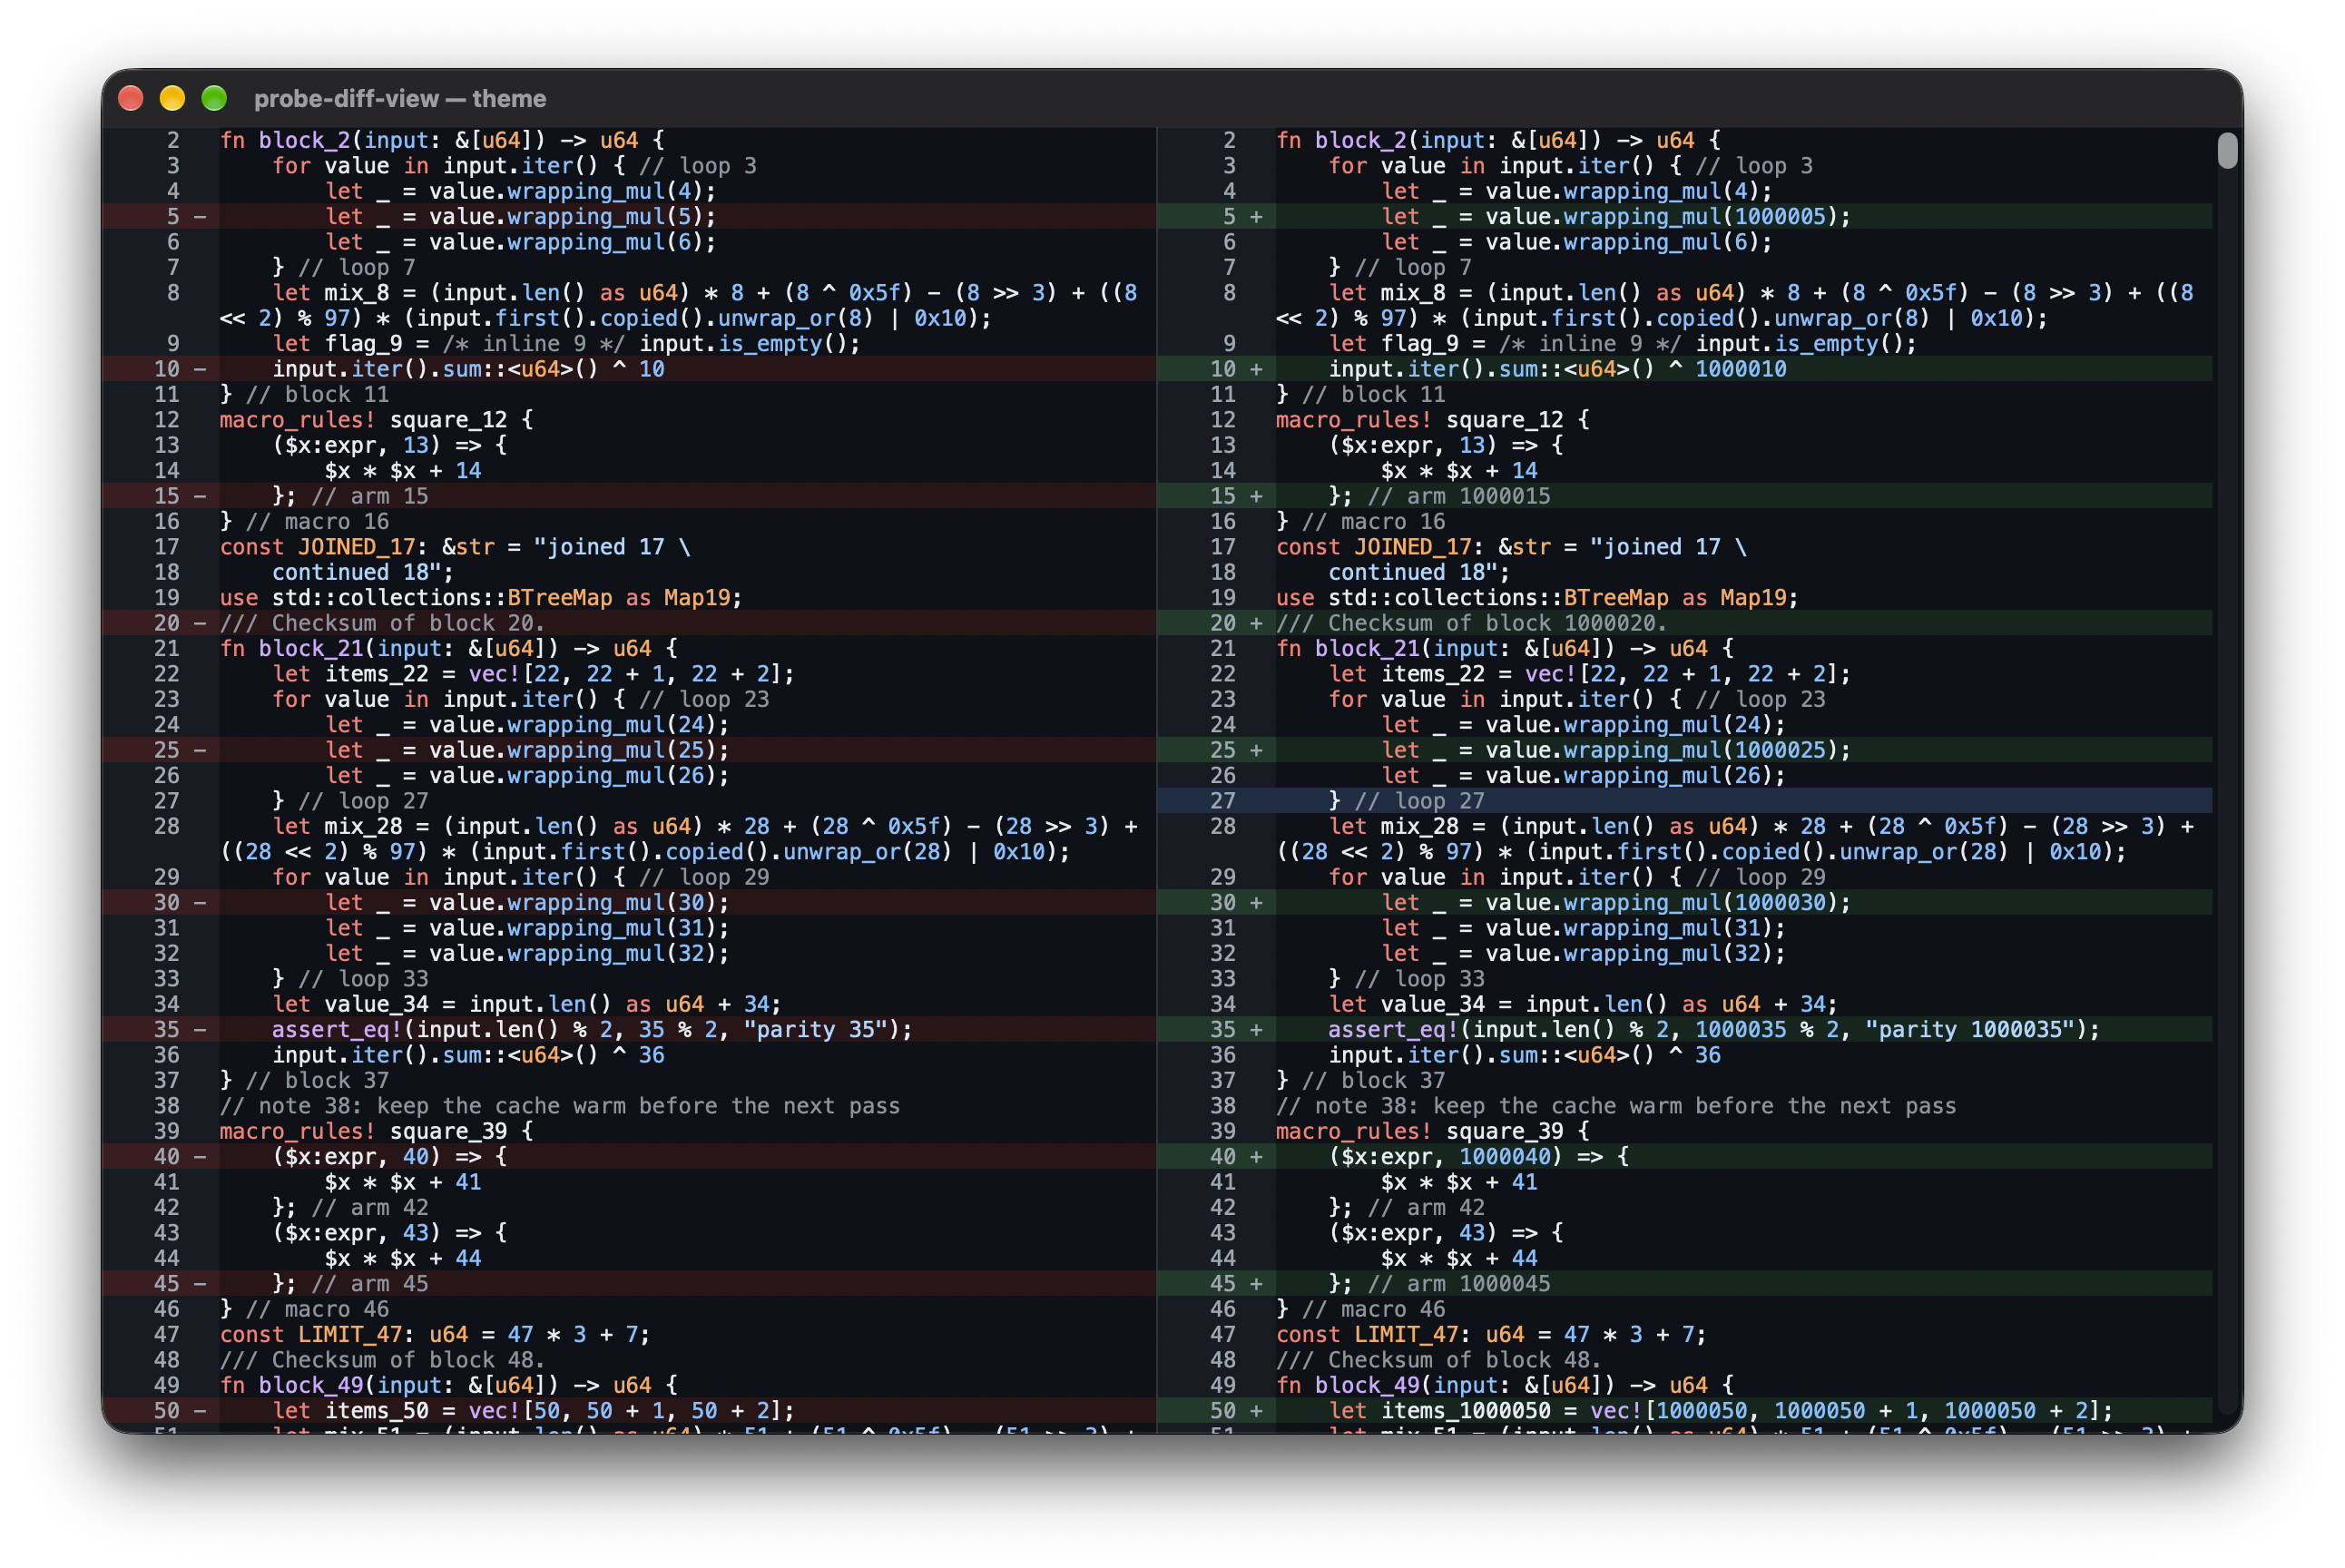 probe-diff-view — theme
2 fn block_2(input: &[u64]) -> u64 {
3     for value in input.iter() { // loop 3
4         let _ = value.wrapping_mul(4);
5 −         let _ = value.wrapping_mul(5);
6         let _ = value.wrapping_mul(6);
7     } // loop 7
8     let mix_8 = (input.len() as u64) * 8 + (8 ^ 0x5f) − (8 >> 3) + ((8
<< 2) % 97) * (input.first().copied().unwrap_or(8) | 0x10);
9     let flag_9 = /* inline 9 */ input.is_empty();
10 −     input.iter().sum::<u64>() ^ 10
11 } // block 11
12 macro_rules! square_12 {
13     ($x:expr, 13) => {
14         $x * $x + 14
15 −     }; // arm 15
16 } // macro 16
17 const JOINED_17: &str = "joined 17 \
18     continued 18";
19 use std::collections::BTreeMap as Map19;
20 − /// Checksum of block 20.
21 fn block_21(input: &[u64]) -> u64 {
22     let items_22 = vec![22, 22 + 1, 22 + 2];
23     for value in input.iter() { // loop 23
24         let _ = value.wrapping_mul(24);
25 −         let _ = value.wrapping_mul(25);
26         let _ = value.wrapping_mul(26);
27     } // loop 27
28     let mix_28 = (input.len() as u64) * 28 + (28 ^ 0x5f) − (28 >> 3) +
((28 << 2) % 97) * (input.first().copied().unwrap_or(28) | 0x10);
29     for value in input.iter() { // loop 29
30 −         let _ = value.wrapping_mul(30);
31         let _ = value.wrapping_mul(31);
32         let _ = value.wrapping_mul(32);
33     } // loop 33
34     let value_34 = input.len() as u64 + 34;
35 −     assert_eq!(input.len() % 2, 35 % 2, "parity 35");
36     input.iter().sum::<u64>() ^ 36
37 } // block 37
38 // note 38: keep the cache warm before the next pass
39 macro_rules! square_39 {
40 −     ($x:expr, 40) => {
41         $x * $x + 41
42     }; // arm 42
43     ($x:expr, 43) => {
44         $x * $x + 44
45 −     }; // arm 45
46 } // macro 46
47 const LIMIT_47: u64 = 47 * 3 + 7;
48 /// Checksum of block 48.
49 fn block_49(input: &[u64]) -> u64 {
50 −     let items_50 = vec![50, 50 + 1, 50 + 2];
51     let mix_51 = (input.len() as u64) * 51 + (51 ^ 0x5f) − (51 >> 3) +
2 fn block_2(input: &[u64]) -> u64 {
3     for value in input.iter() { // loop 3
4         let _ = value.wrapping_mul(4);
5 +         let _ = value.wrapping_mul(1000005);
6         let _ = value.wrapping_mul(6);
7     } // loop 7
8     let mix_8 = (input.len() as u64) * 8 + (8 ^ 0x5f) − (8 >> 3) + ((8
<< 2) % 97) * (input.first().copied().unwrap_or(8) | 0x10);
9     let flag_9 = /* inline 9 */ input.is_empty();
10 +     input.iter().sum::<u64>() ^ 1000010
11 } // block 11
12 macro_rules! square_12 {
13     ($x:expr, 13) => {
14         $x * $x + 14
15 +     }; // arm 1000015
16 } // macro 16
17 const JOINED_17: &str = "joined 17 \
18     continued 18";
19 use std::collections::BTreeMap as Map19;
20 + /// Checksum of block 1000020.
21 fn block_21(input: &[u64]) -> u64 {
22     let items_22 = vec![22, 22 + 1, 22 + 2];
23     for value in input.iter() { // loop 23
24         let _ = value.wrapping_mul(24);
25 +         let _ = value.wrapping_mul(1000025);
26         let _ = value.wrapping_mul(26);
27     } // loop 27
28     let mix_28 = (input.len() as u64) * 28 + (28 ^ 0x5f) − (28 >> 3) +
((28 << 2) % 97) * (input.first().copied().unwrap_or(28) | 0x10);
29     for value in input.iter() { // loop 29
30 +         let _ = value.wrapping_mul(1000030);
31         let _ = value.wrapping_mul(31);
32         let _ = value.wrapping_mul(32);
33     } // loop 33
34     let value_34 = input.len() as u64 + 34;
35 +     assert_eq!(input.len() % 2, 1000035 % 2, "parity 1000035");
36     input.iter().sum::<u64>() ^ 36
37 } // block 37
38 // note 38: keep the cache warm before the next pass
39 macro_rules! square_39 {
40 +     ($x:expr, 1000040) => {
41         $x * $x + 41
42     }; // arm 42
43     ($x:expr, 43) => {
44         $x * $x + 44
45 +     }; // arm 1000045
46 } // macro 46
47 const LIMIT_47: u64 = 47 * 3 + 7;
48 /// Checksum of block 48.
49 fn block_49(input: &[u64]) -> u64 {
50 +     let items_1000050 = vec![1000050, 1000050 + 1, 1000050 + 2];
51     let mix_51 = (input.len() as u64) * 51 + (51 ^ 0x5f) − (51 >> 3) +